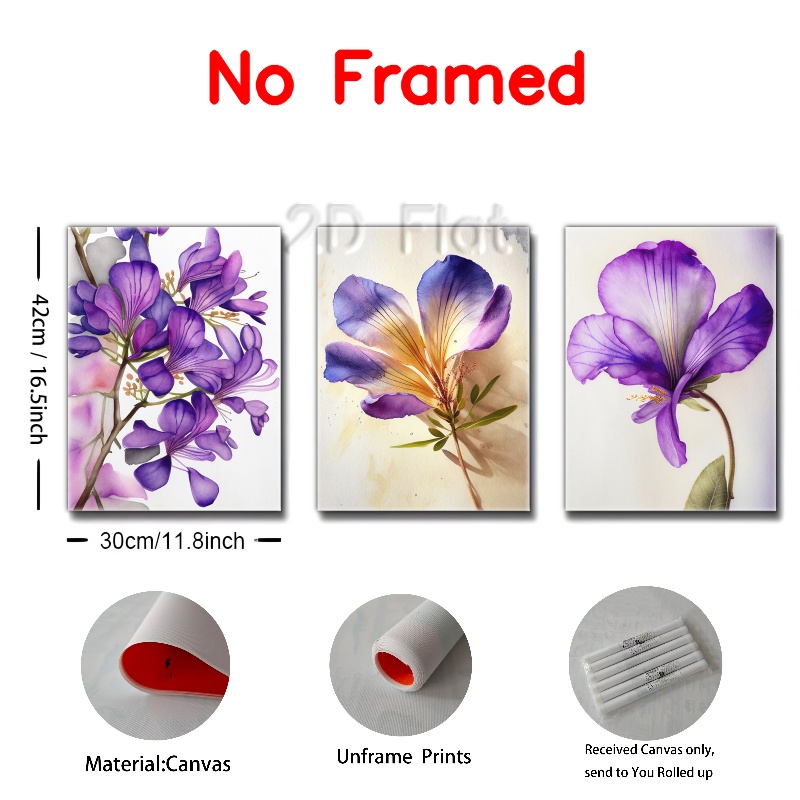 No Framed
2D Flat
42cm / 16.5inch
30cm/11.8inch
Material:Canvas
Unframe Prints
Received Canvas only,
send to You Rolled up